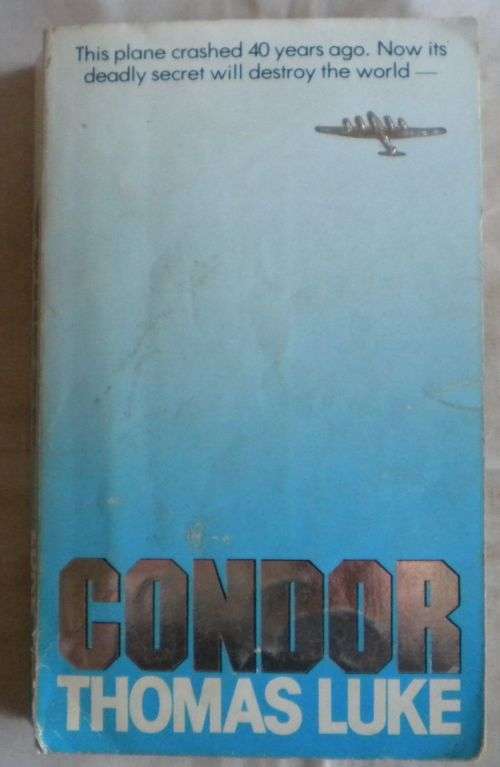 This plane crashed 40 years ago. Now its
deadly secret will destroy the world —
CONDOR
THOMAS LUKE